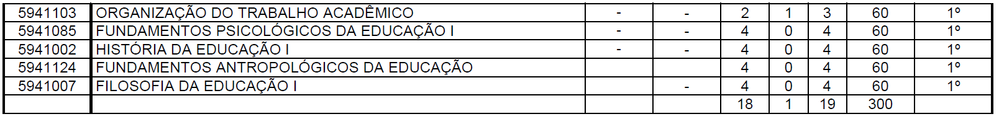 5941103 ORGANIZAÇÃO DO TRABALHO ACADÊMICO - - 2 1 3 60 1º
5941085 FUNDAMENTOS PSICOLÓGICOS DA EDUCAÇÃO I - - 4 0 4 60 1º
5941002 HISTÓRIA DA EDUCAÇÃO I - - 4 0 4 60 1º
5941124 FUNDAMENTOS ANTROPOLÓGICOS DA EDUCAÇÃO 4 0 4 60 1º
5941007 FILOSOFIA DA EDUCAÇÃO I - 4 0 4 60 1º
18 1 19 300